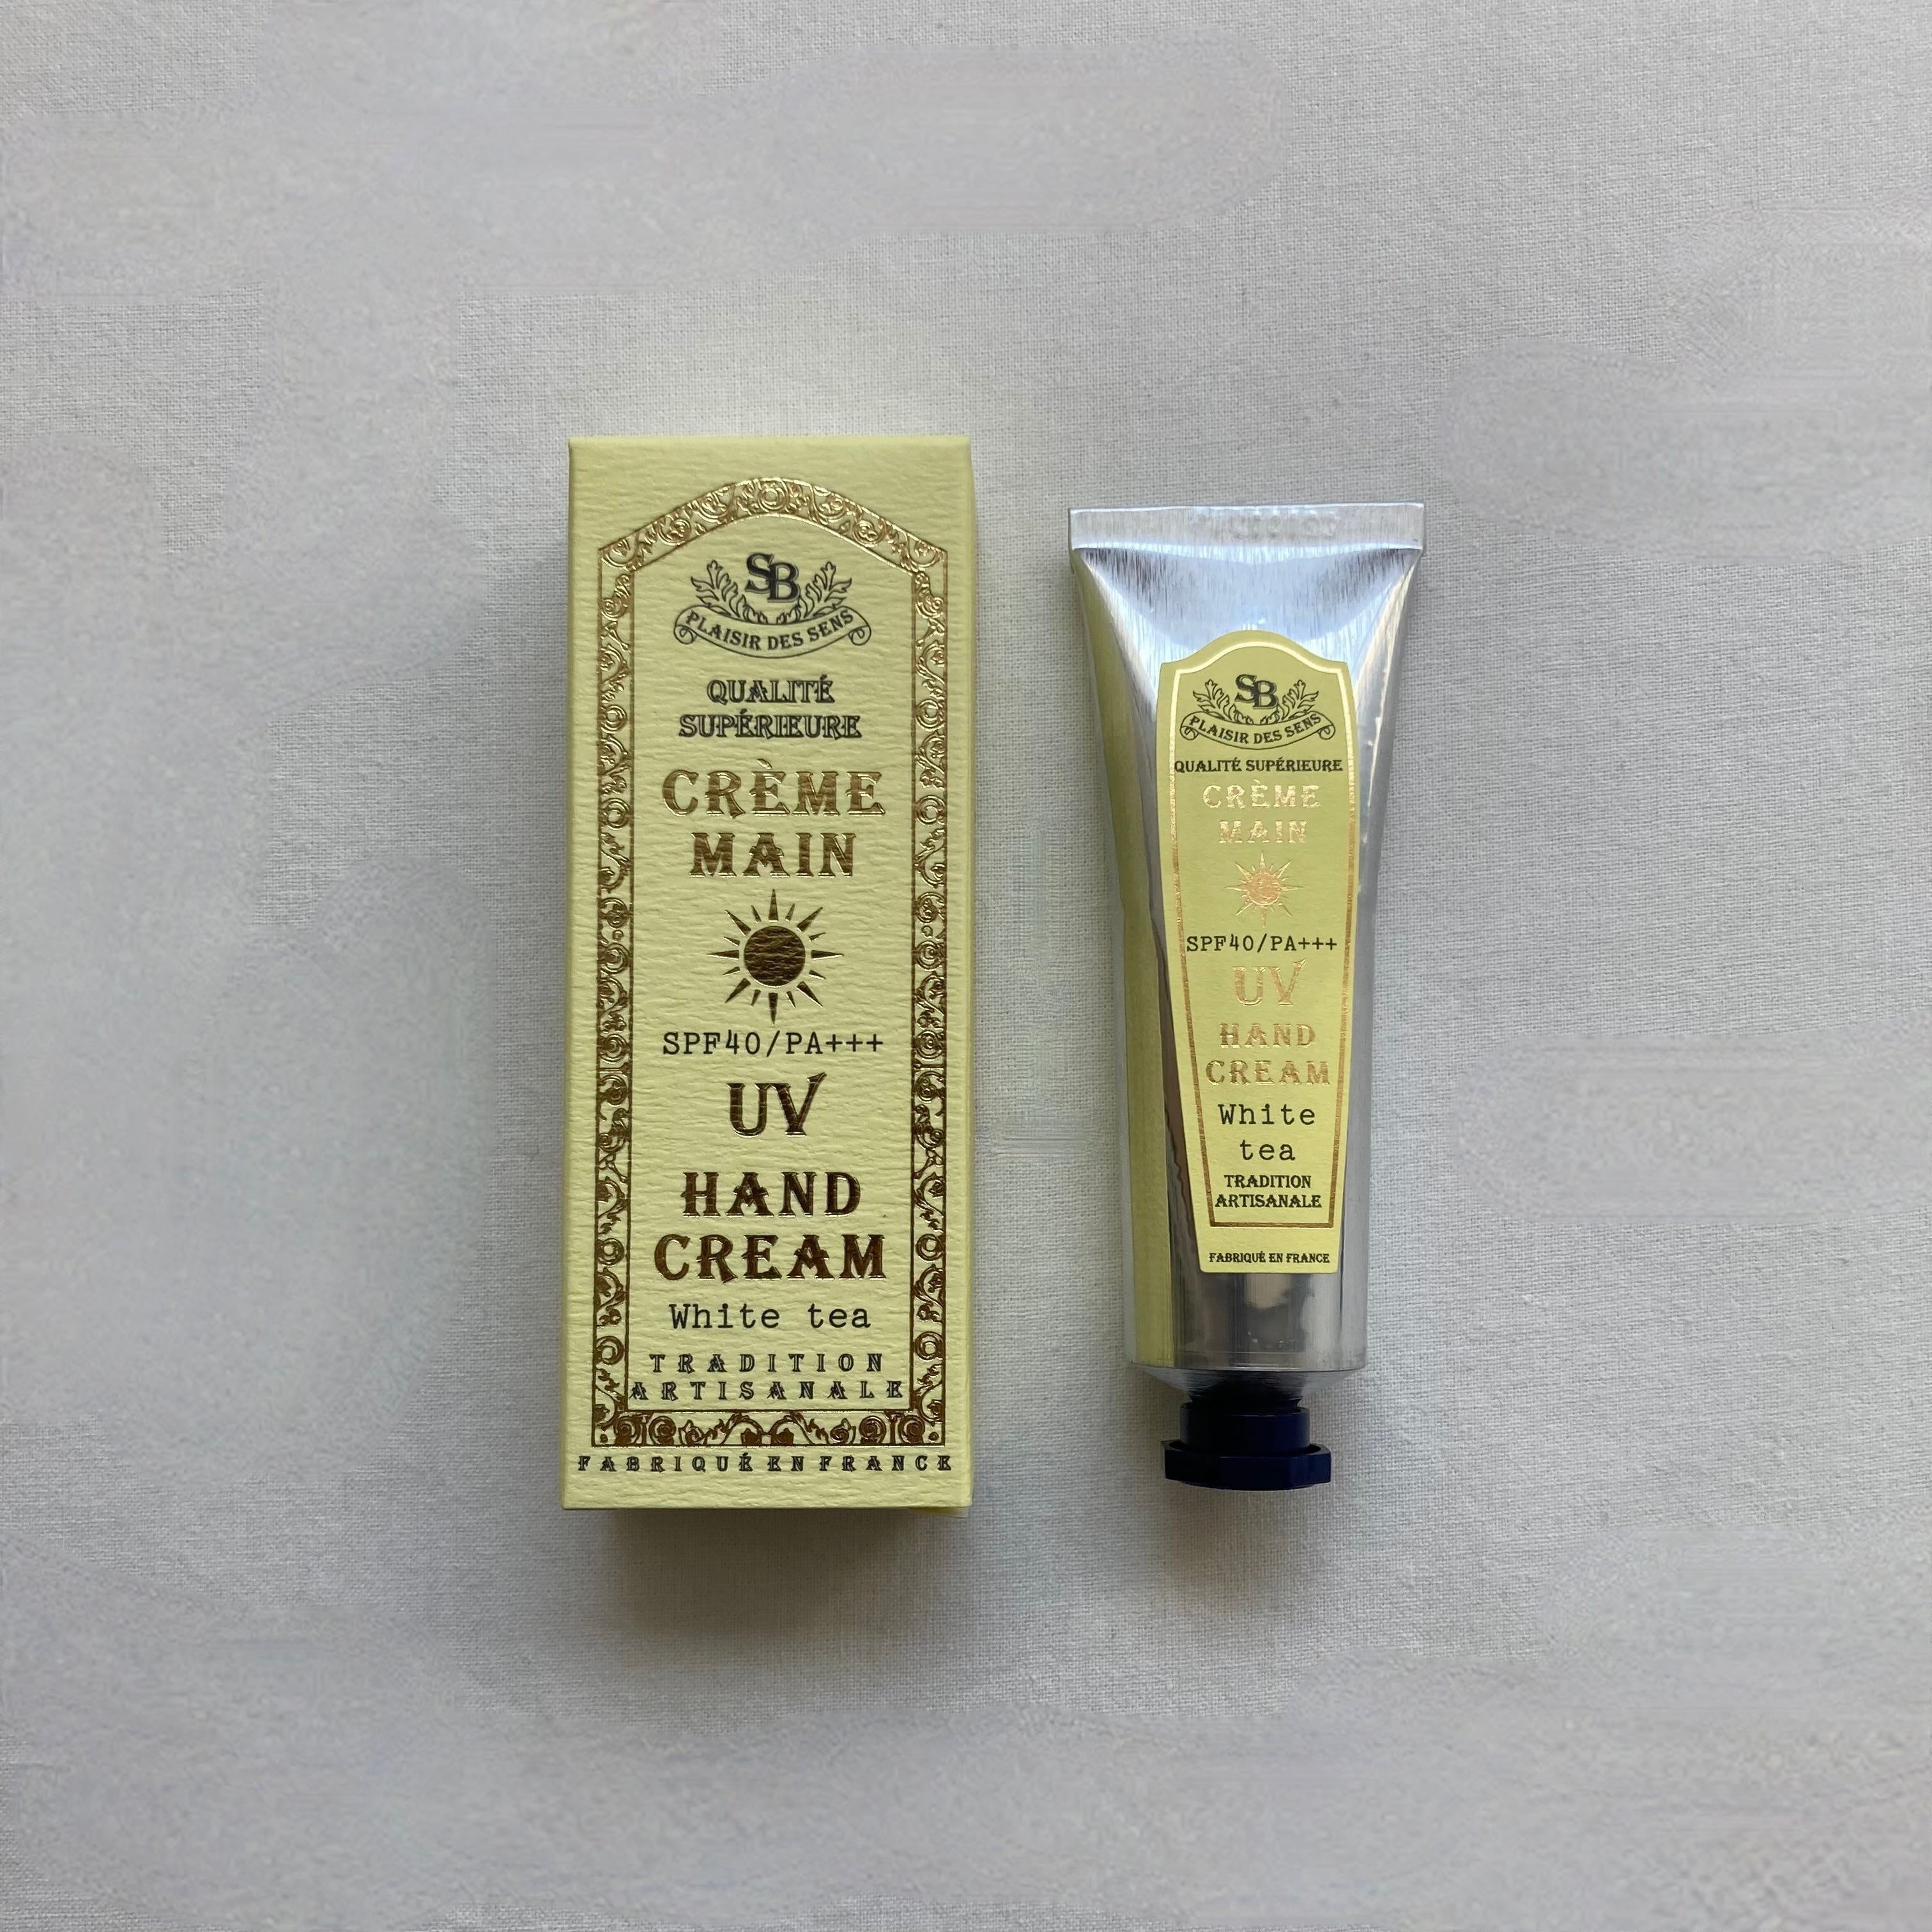 SB
PLAISIR DES SENS
QUALITÉ
SUPÉRIEURE
CRÈME
MAIN
SPF40/PA+++
UV
HAND
CREAM
White tea
TRADITION
ARTISANALE
FABRIQUÉ EN FRANCE
SB
PLAISIR DES SENS
QUALITÉ SUPÉRIEURE
CRÈME
MAIN
SPF40/PA+++
UV
HAND
CREAM
White
tea
TRADITION
ARTISANALE
FABRIQUÉ EN FRANCE